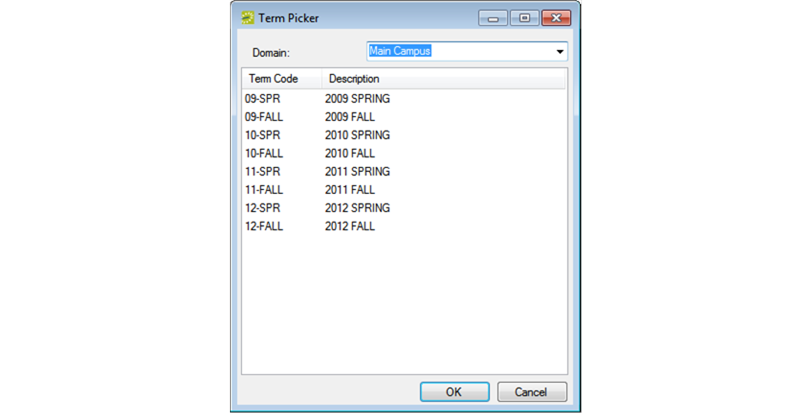 Term Picker
Domain: Main Campus
Term Code Description
09-SPR 2009 SPRING
09-FALL 2009 FALL
10-SPR 2010 SPRING
10-FALL 2010 FALL
11-SPR 2011 SPRING
11-FALL 2011 FALL
12-SPR 2012 SPRING
12-FALL 2012 FALL
OK Cancel